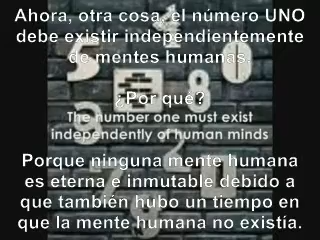 Ahora, otra cosa, el número UNO
debe existir independientemente
de mentes humanas.
¿Por qué?
The number one must exist
independently of human minds
Porque ninguna mente humana
es eterna e inmutable debido a
que también hubo un tiempo en
que la mente humana no existía.